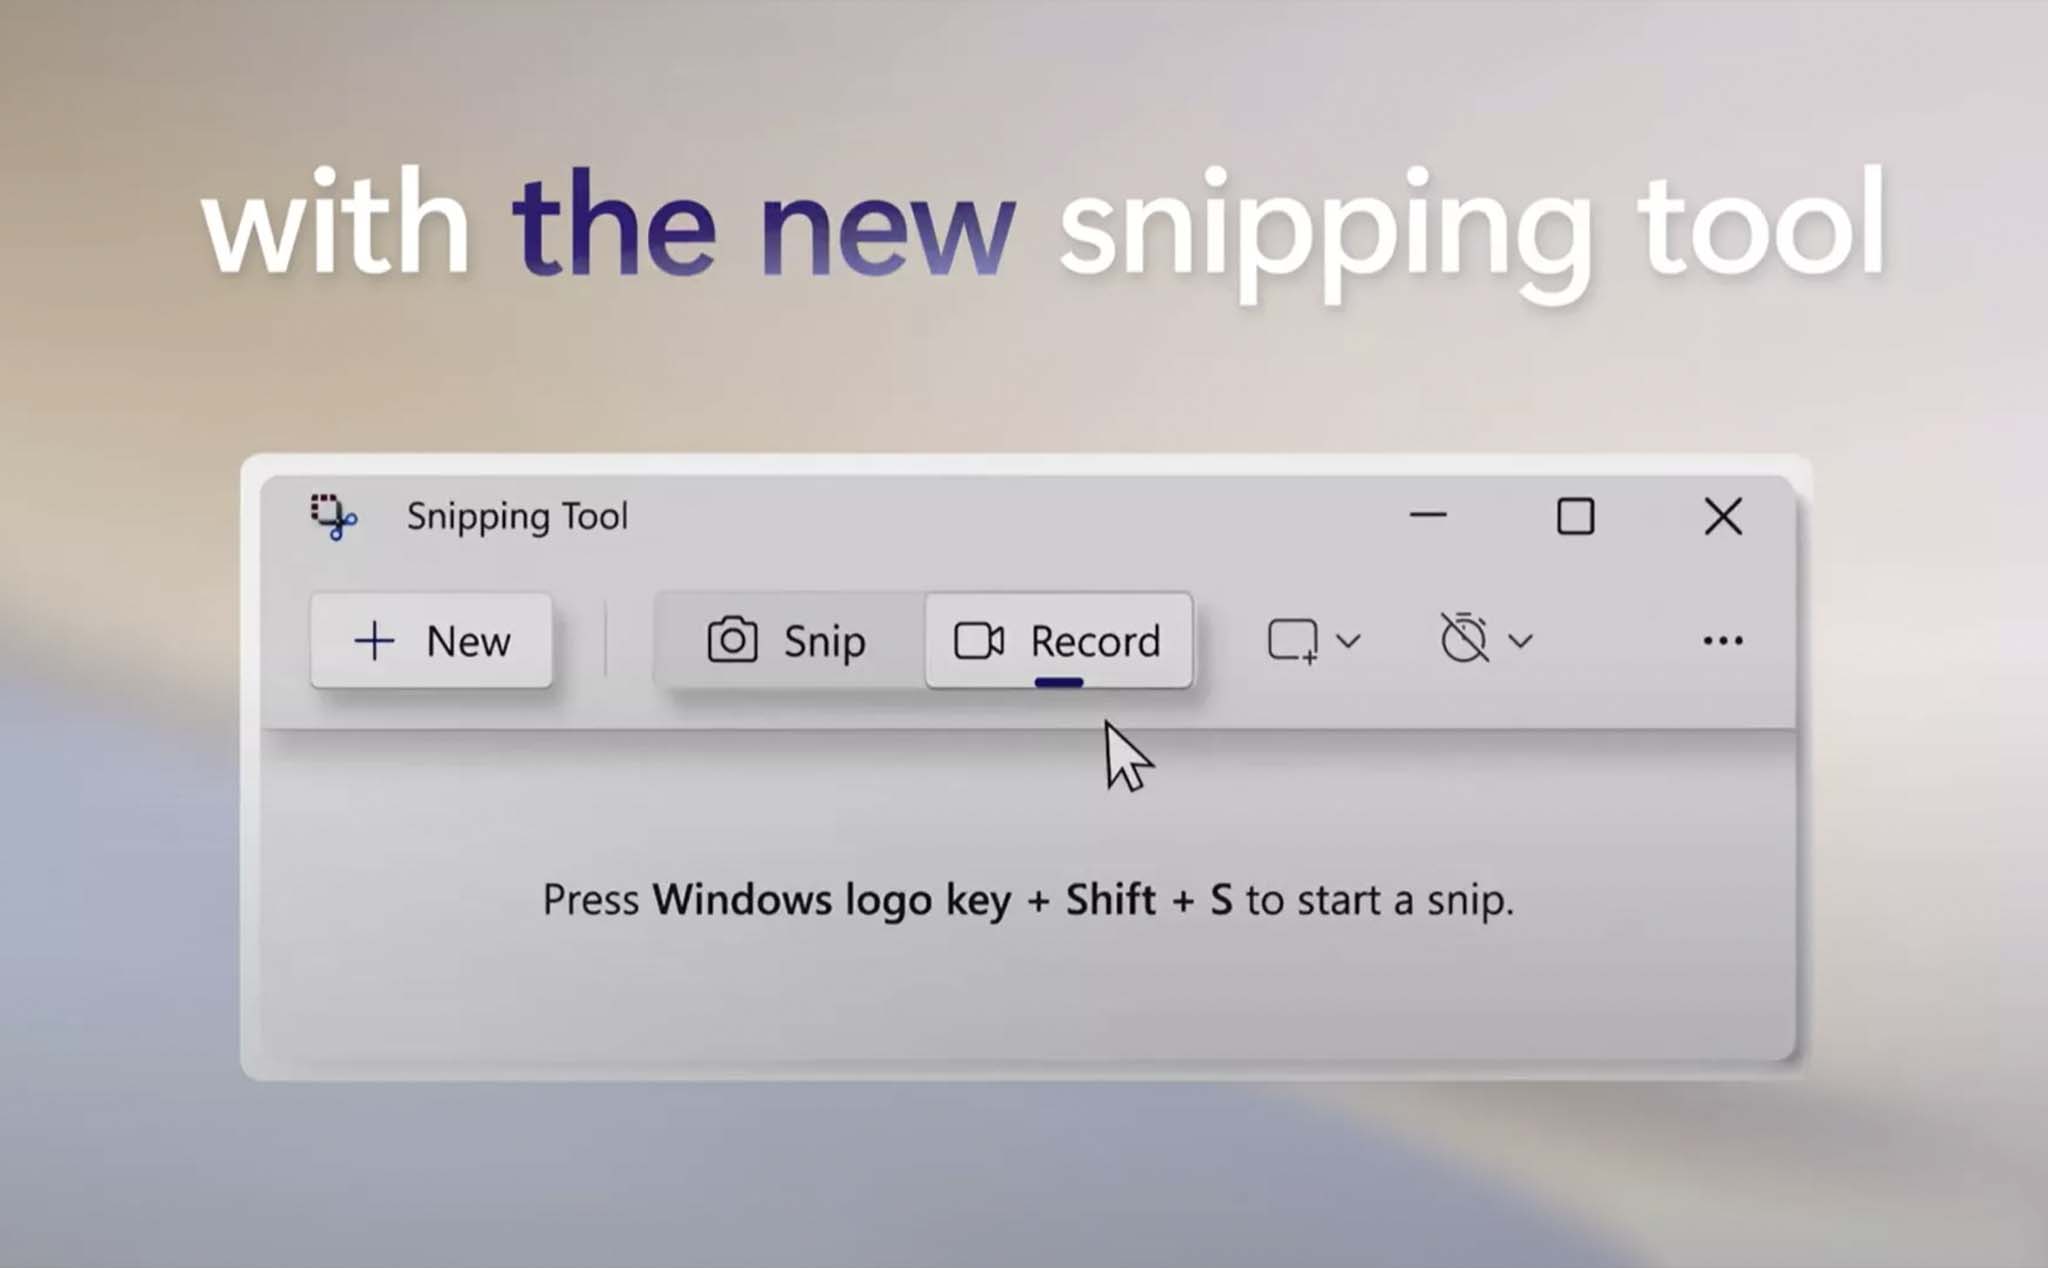 with the new snipping tool
Snipping Tool
New Snip Record
Press Windows logo key + Shift + S to start a snip.